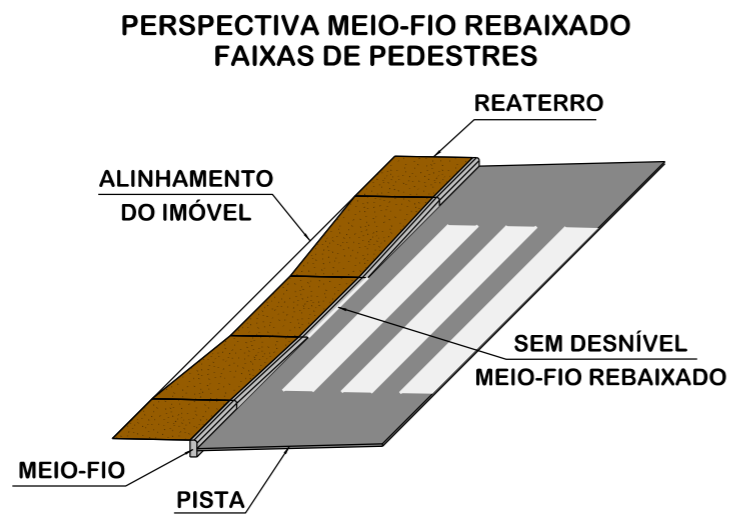 PERSPECTIVA MEIO-FIO REBAIXADO
FAIXAS DE PEDESTRES
REATERRO
ALINHAMENTO
DO IMÓVEL
SEM DESNÍVEL
MEIO-FIO REBAIXADO
MEIO-FIO
PISTA